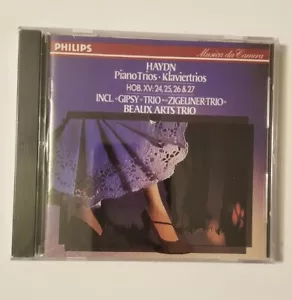 PHILIPS
Musica da Camera
HAYDN
Piano Trios · Klaviertrios
HOB. XV: 24, 25, 26 & 27
INCL. »GIPSY«-TRIO · »ZIGEUNER TRIO«
BEAUX ARTS TRIO